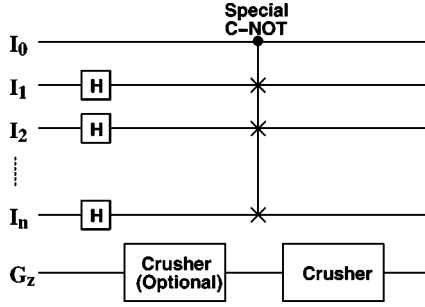 Special
C-NOT
I0
I1 H
I2 H
In H
Gz Crusher (Optional) Crusher